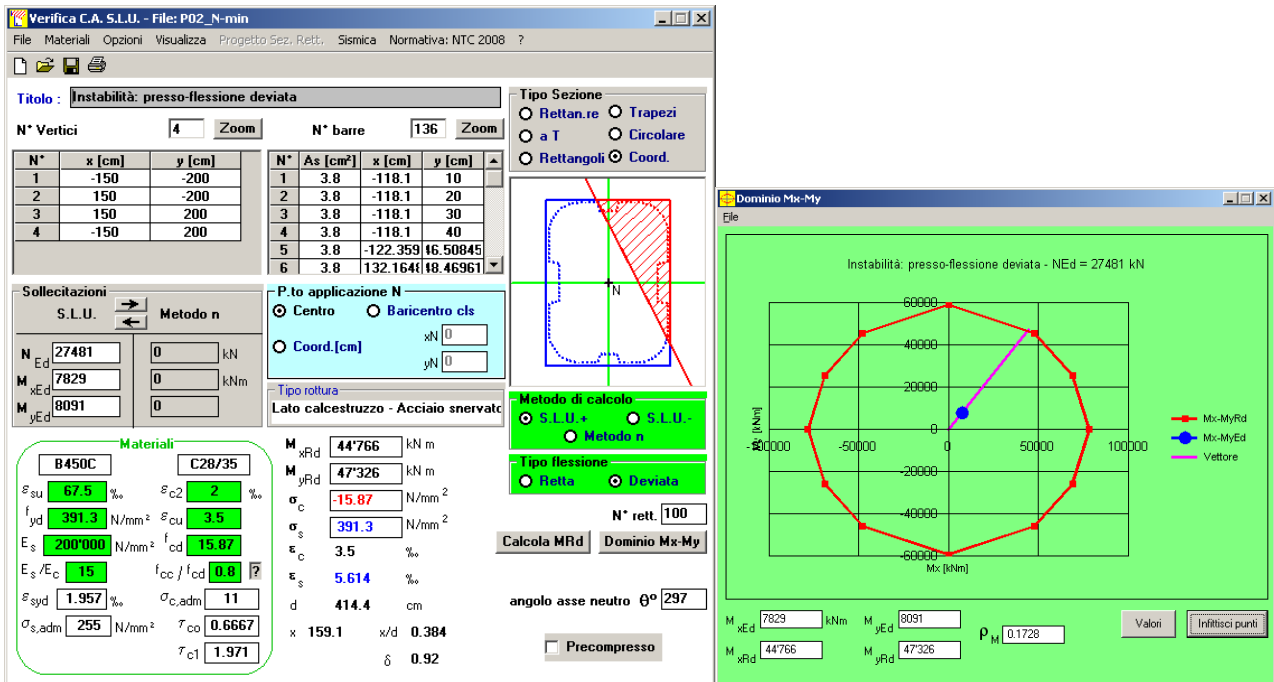 Verifica C.A. S.L.U. - File: P02_N-min
File Materiali Opzioni Visualizza Progetto Sez. Rett. Sismica Normativa: NTC 2008 ?
Titolo : Instabilità: presso-flessione deviata
N° Vertici 4 Zoom N° barre 136 Zoom
N° x [cm] y [cm]
1 -150 -200
2 150 -200
3 150 200
4 -150 200
N° As [cm²] x [cm] y [cm]
1 3.8 -118.1 10
2 3.8 -118.1 20
3 3.8 -118.1 30
4 3.8 -118.1 40
5 3.8 -122.359 46.50845
6 3.8 132.1648 48.46961
Tipo Sezione
Rettan.re Trapezi
a T Circolare
Rettangoli Coord.
N
Sollecitazioni
S.L.U. Metodo n
N Ed 27481 0 kN
M xEd 7829 0 kNm
M yEd 8091 0
P.to applicazione N
Centro Baricentro cls
Coord.[cm]
xN 0
yN 0
Tipo rottura
Lato calcestruzzo - Acciaio snervato
Metodo di calcolo
S.L.U.+ S.L.U.-
Metodo n
Tipo flessione
Retta Deviata
Materiali
B450C C28/35
εsu 67.5 ‰ εc2 2 ‰
fyd 391.3 N/mm² εcu 3.5
Es 200'000 N/mm² fcd 15.87
Es/Ec 15 fcc / fcd 0.8 ?
εsyd 1.957 ‰ σc,adm 11
σs,adm 255 N/mm² τco 0.6667
τc1 1.971
M xRd 44'766 kN m
M yRd 47'326 kN m
σc -15.87 N/mm²
σs 391.3 N/mm²
εc 3.5 ‰
εs 5.614 ‰
d 414.4 cm
x 159.1 x/d 0.384
δ 0.92
N° rett. 100
Calcola MRd Dominio Mx-My
angolo asse neutro θ° 297
Precompresso
Dominio Mx-My
File
Instabilità: presso-flessione deviata - NEd = 27481 kN
60000
40000
20000
0
-20000
-40000
-60000
-50000 0 50000 100000
Mx [kNm]
Mx-MyRd
Mx-MyEd
Vettore
M xEd 7829 kNm M yEd 8091
M xRd 44'766 M yRd 47'326
ρM 0.1728
Valori Infittisci punti